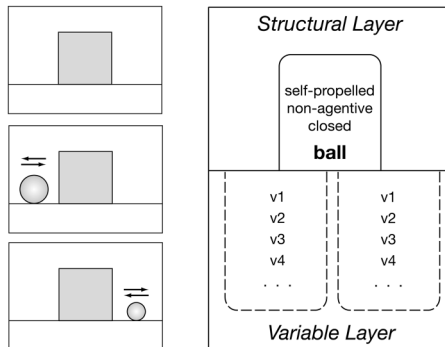 Structural Layer
self-propelled
non-agentive
closed
ball
v1
v2
v3
v4
. . .
v1
v2
v3
v4
. . .
Variable Layer